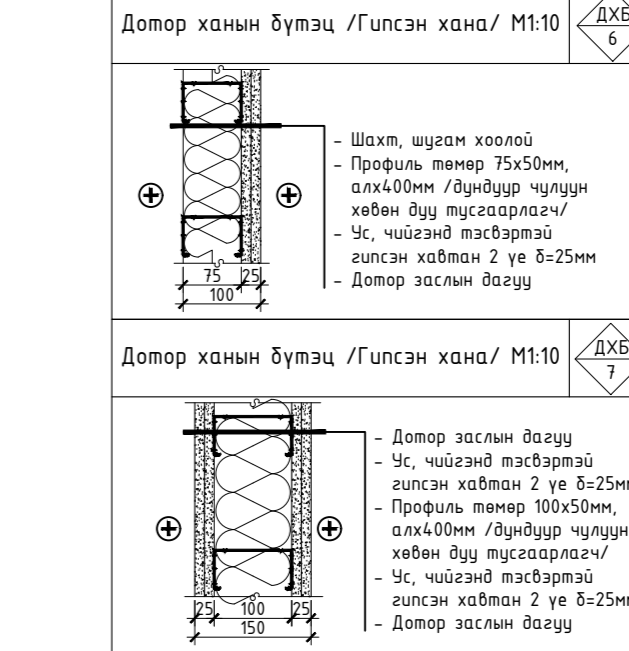 Дотор ханын бүтэц /Гипсэн хана/ М1:10
ДХБ
6
- Шахт, шугам хоолой
- Профиль төмөр 75х50мм,
алх400мм /дундуур чулуун
хөвөн дуу тусгаарлагч/
- Ус, чийгэнд тэсвэртэй
гипсэн хавтан 2 үе δ=25мм
- Дотор заслын дагуу
75 25
100
Дотор ханын бүтэц /Гипсэн хана/ М1:10
ДХБ
7
- Дотор заслын дагуу
- Ус, чийгэнд тэсвэртэй
гипсэн хавтан 2 үе δ=25мм
- Профиль төмөр 100х50мм,
алх400мм /дундуур чулуун
хөвөн дуу тусгаарлагч/
- Ус, чийгэнд тэсвэртэй
гипсэн хавтан 2 үе δ=25мм
- Дотор заслын дагуу
25 100 25
150